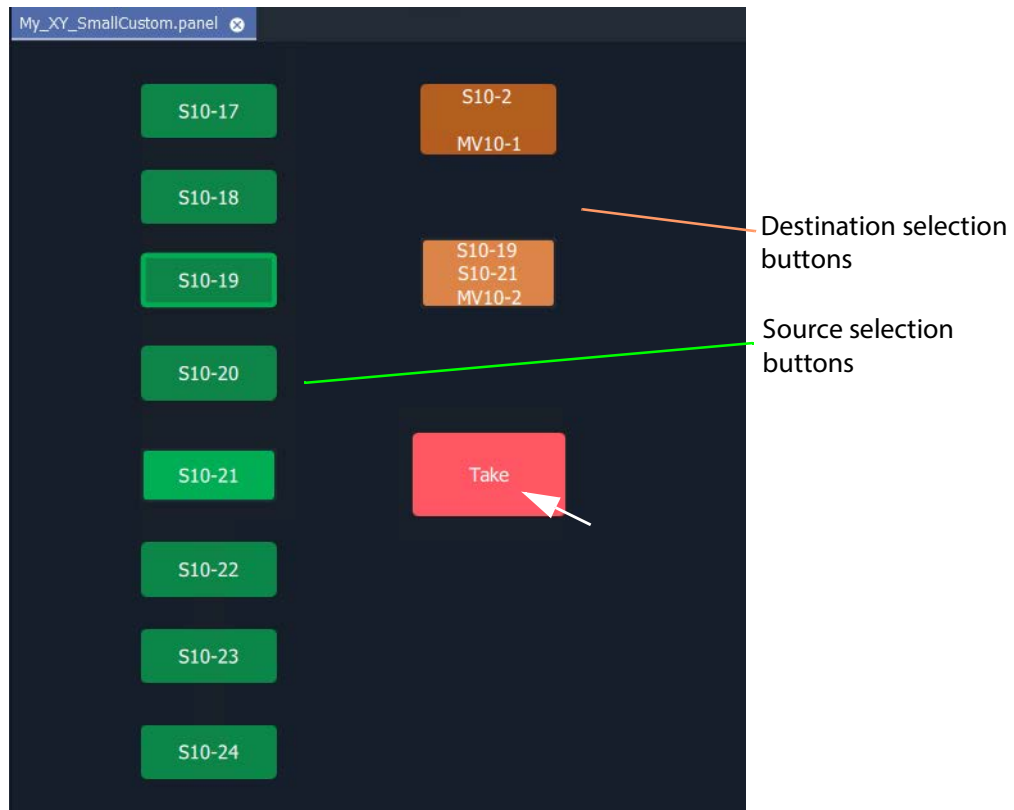 My_XY_SmallCustom.panel
S10-17
S10-18
S10-19
S10-20
S10-21
S10-22
S10-23
S10-24
S10-2
MV10-1
S10-19
S10-21
MV10-2
Take
Destination selection
buttons
Source selection
buttons